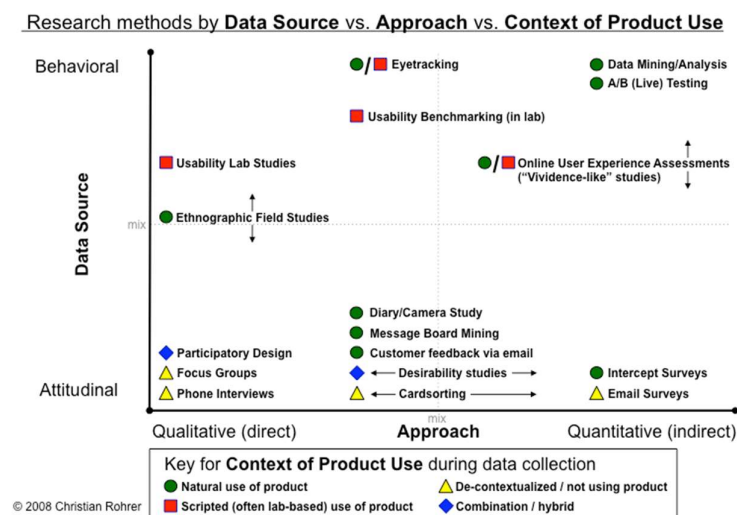 Research methods by Data Source vs. Approach vs. Context of Product Use
Behavioral
/ Eyetracking
Data Mining/Analysis
A/B (Live) Testing
Usability Benchmarking (in lab)
Usability Lab Studies
/ Online User Experience Assessments
(“Vividence-like” studies)
Data Source
Ethnographic Field Studies
mix
Diary/Camera Study
Message Board Mining
Participatory Design
Customer feedback via email
Focus Groups
Desirability studies
Intercept Surveys
Attitudinal
Phone Interviews
Cardsorting
Email Surveys
mix
Qualitative (direct)
Approach
Quantitative (indirect)
Key for Context of Product Use during data collection
Natural use of product
De-contextualized / not using product
© 2008 Christian Rohrer
Scripted (often lab-based) use of product
Combination / hybrid